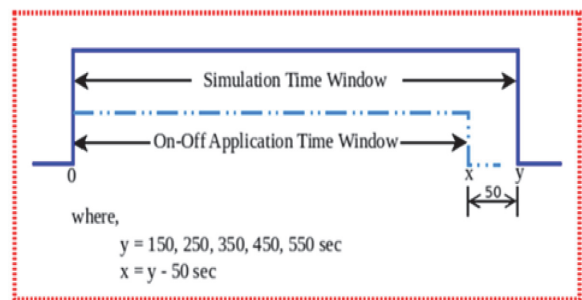 Simulation Time Window
On-Off Application Time Window
0
x
y
50
where,
y = 150, 250, 350, 450, 550 sec
x = y - 50 sec